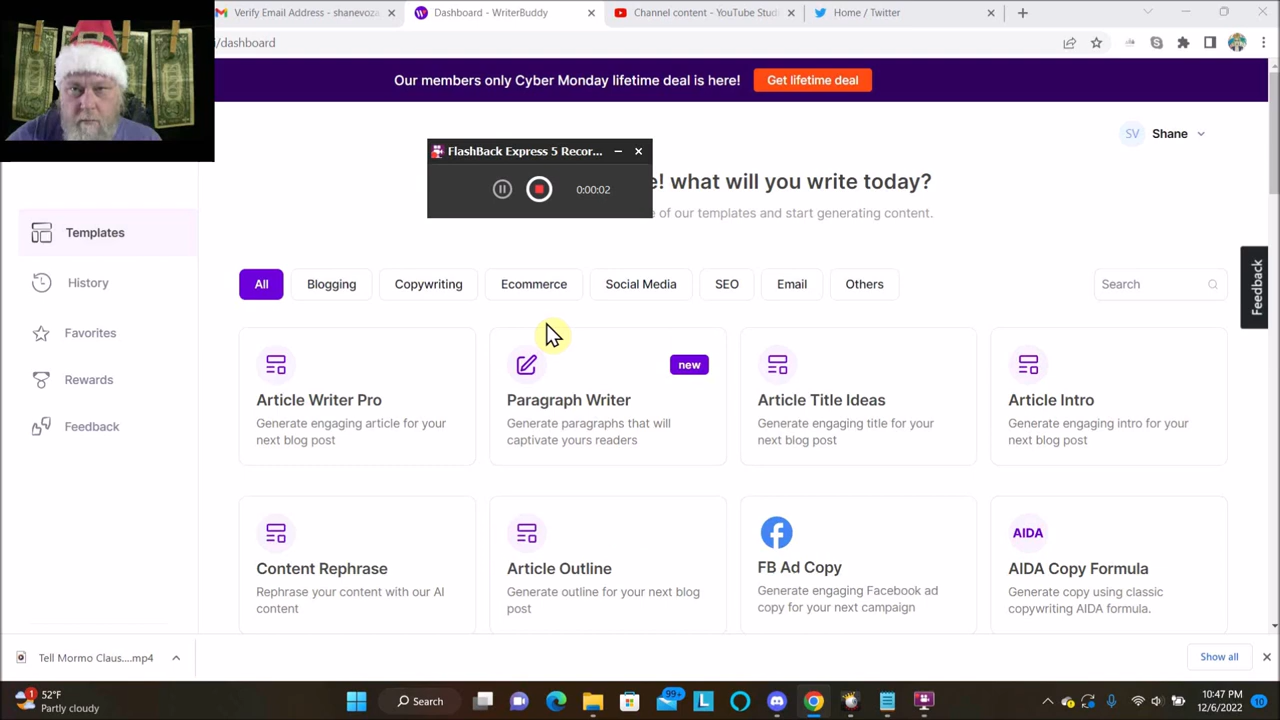 Verify Email Address - shanevoza
Dashboard - WriterBuddy
Channel content - YouTube Stud
Home / Twitter
i/dashboard
Our members only Cyber Monday lifetime deal is here!
Get lifetime deal
SV
Shane
FlashBack Express 5 Recor...
0:00:02
e! what will you write today?
e of our templates and start generating content.
Templates
History
Favorites
Rewards
Feedback
All
Blogging
Copywriting
Ecommerce
Social Media
SEO
Email
Others
Search
Feedback
Article Writer Pro
Generate engaging article for your
next blog post
new
Paragraph Writer
Generate paragraphs that will
captivate yours readers
Article Title Ideas
Generate engaging title for your
next blog post
Article Intro
Generate engaging intro for your
next blog post
Content Rephrase
Rephrase your content with our AI
content
Article Outline
Generate outline for your next blog
post
FB Ad Copy
Generate engaging Facebook ad
copy for your next campaign
AIDA
AIDA Copy Formula
Generate copy using classic
copywriting AIDA formula.
Tell Mormo Claus....mp4
Show all
1
52°F
Partly cloudy
Search
99+
L
10:47 PM
12/6/2022
10